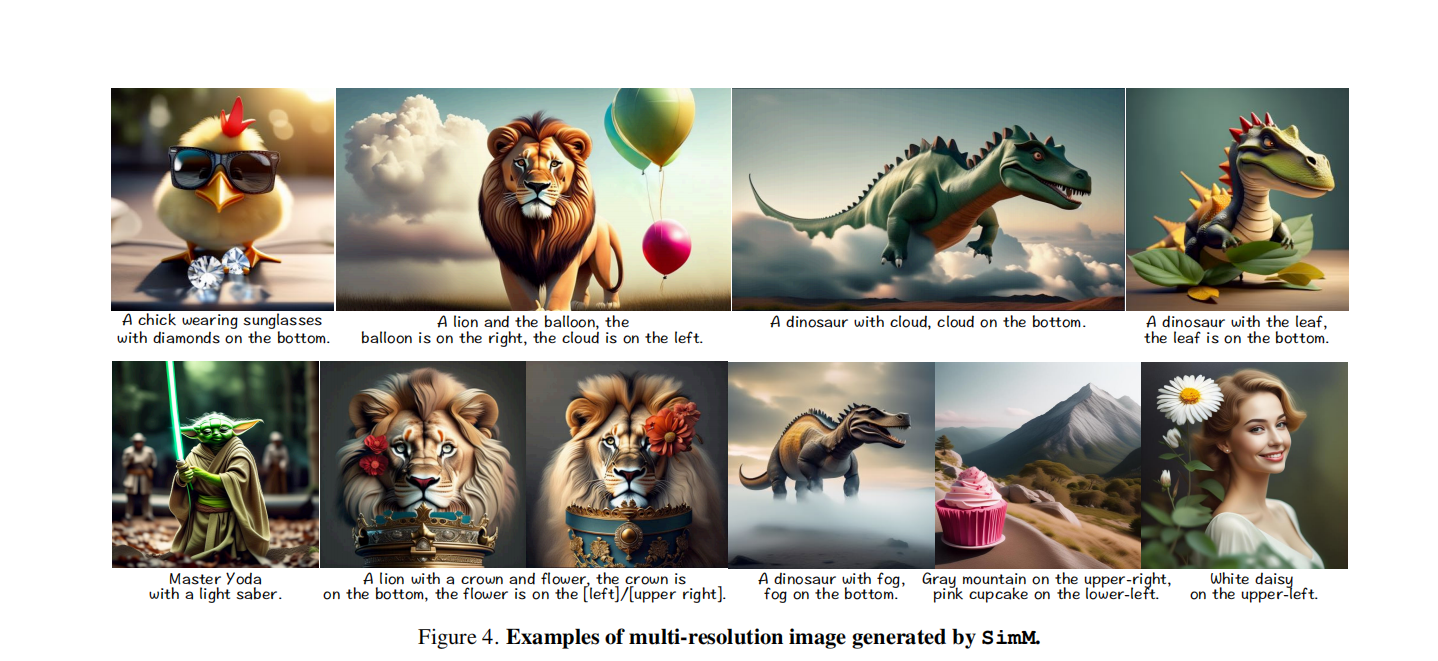 A chick wearing sunglasses
with diamonds on the bottom.
A lion and the balloon, the
balloon is on the right, the cloud is on the left.
A dinosaur with cloud, cloud on the bottom.
A dinosaur with the leaf,
the leaf is on the bottom.
Master Yoda
with a light saber.
A lion with a crown and flower, the crown is
on the bottom, the flower is on the [left]/[upper right].
A dinosaur with fog,
fog on the bottom.
Gray mountain on the upper-right,
pink cupcake on the lower-left.
White daisy
on the upper-left.
Figure 4. Examples of multi-resolution image generated by SimM.